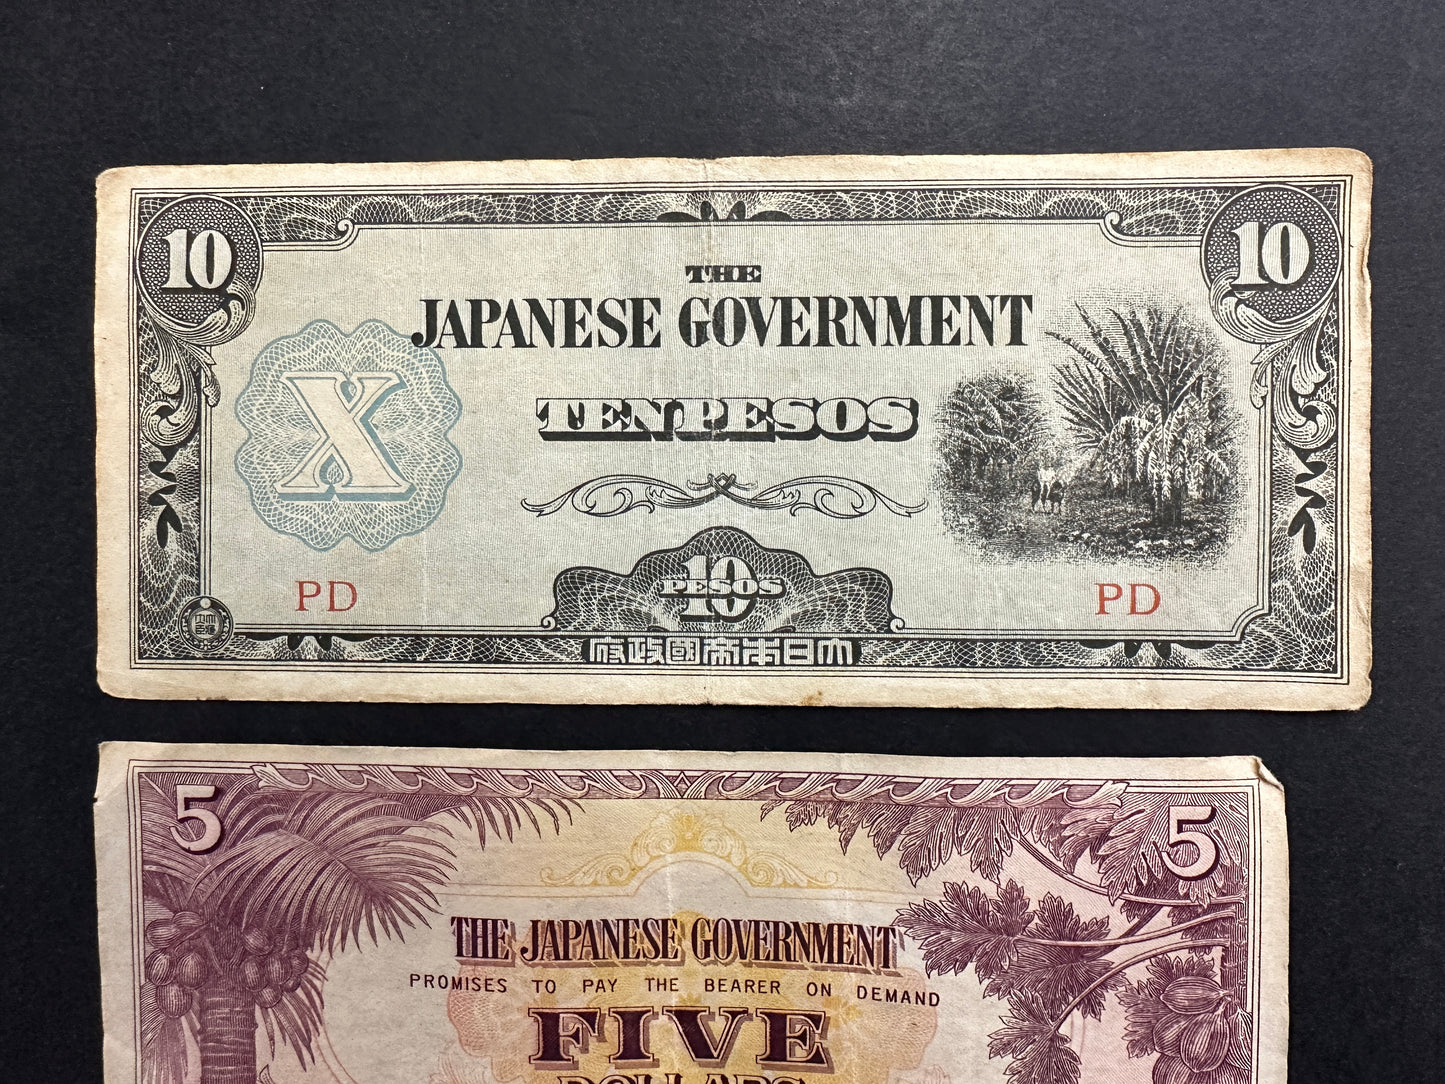 10 10
THE
JAPANESE GOVERNMENT
X
TEN PESOS
10
PESOS
PD PD
府政國帝本日大
5 5
THE JAPANESE GOVERNMENT
PROMISES TO PAY THE BEARER ON DEMAND
FIVE
DOLLARS